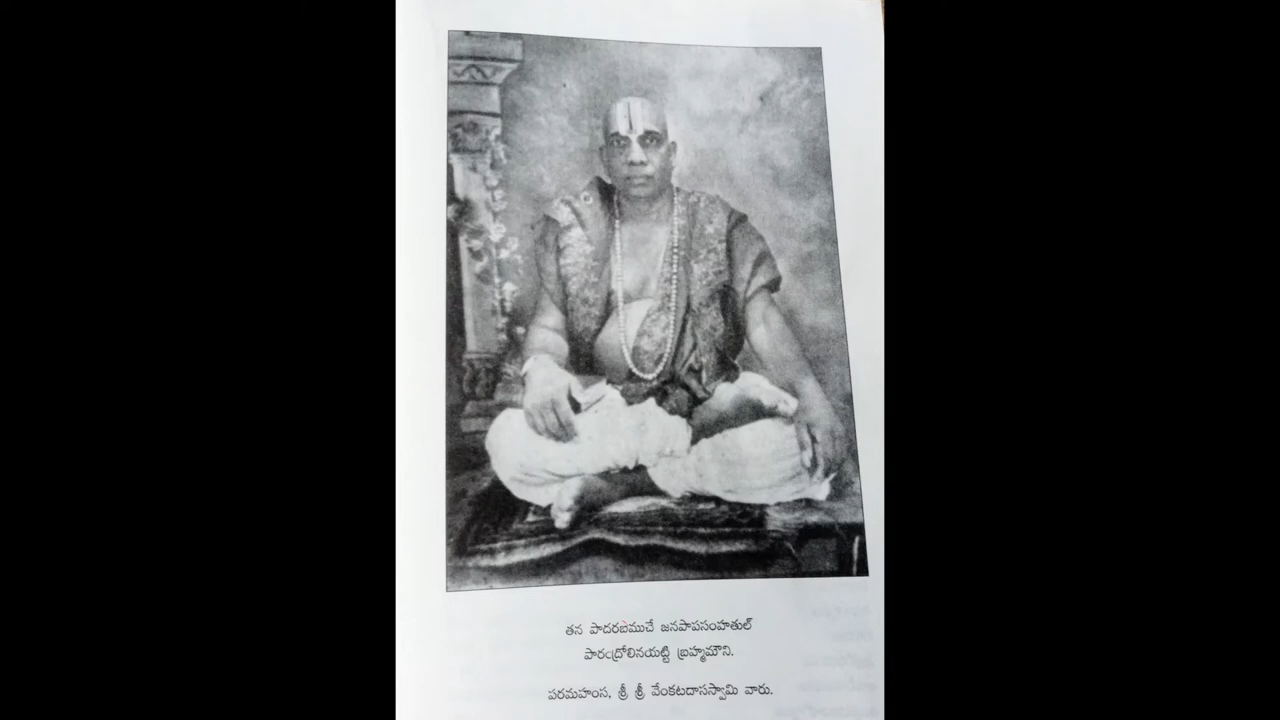 తన పాదరజముచే జనపాపసంహతుల్
పారంద్రోలినయట్టి బ్రహ్మమౌని.
పరమహంస, శ్రీ శ్రీ వేంకటదాసస్వామి వారు.